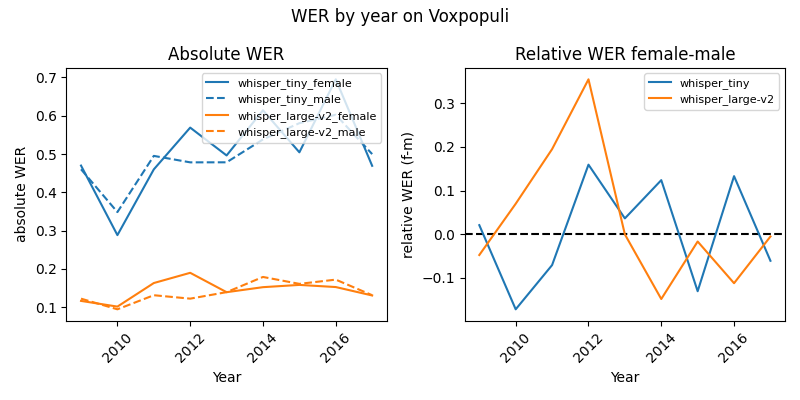 WER by year on Voxpopuli
Absolute WER
absolute WER
0.7
0.6
0.5
0.4
0.3
0.2
0.1
whisper_tiny_female
whisper_tiny_male
whisper_large-v2_female
whisper_large-v2_male
2010
2012
2014
2016
Year
Relative WER female-male
relative WER (f-m)
0.3
0.2
0.1
0.0
−0.1
whisper_tiny
whisper_large-v2
2010
2012
2014
2016
Year